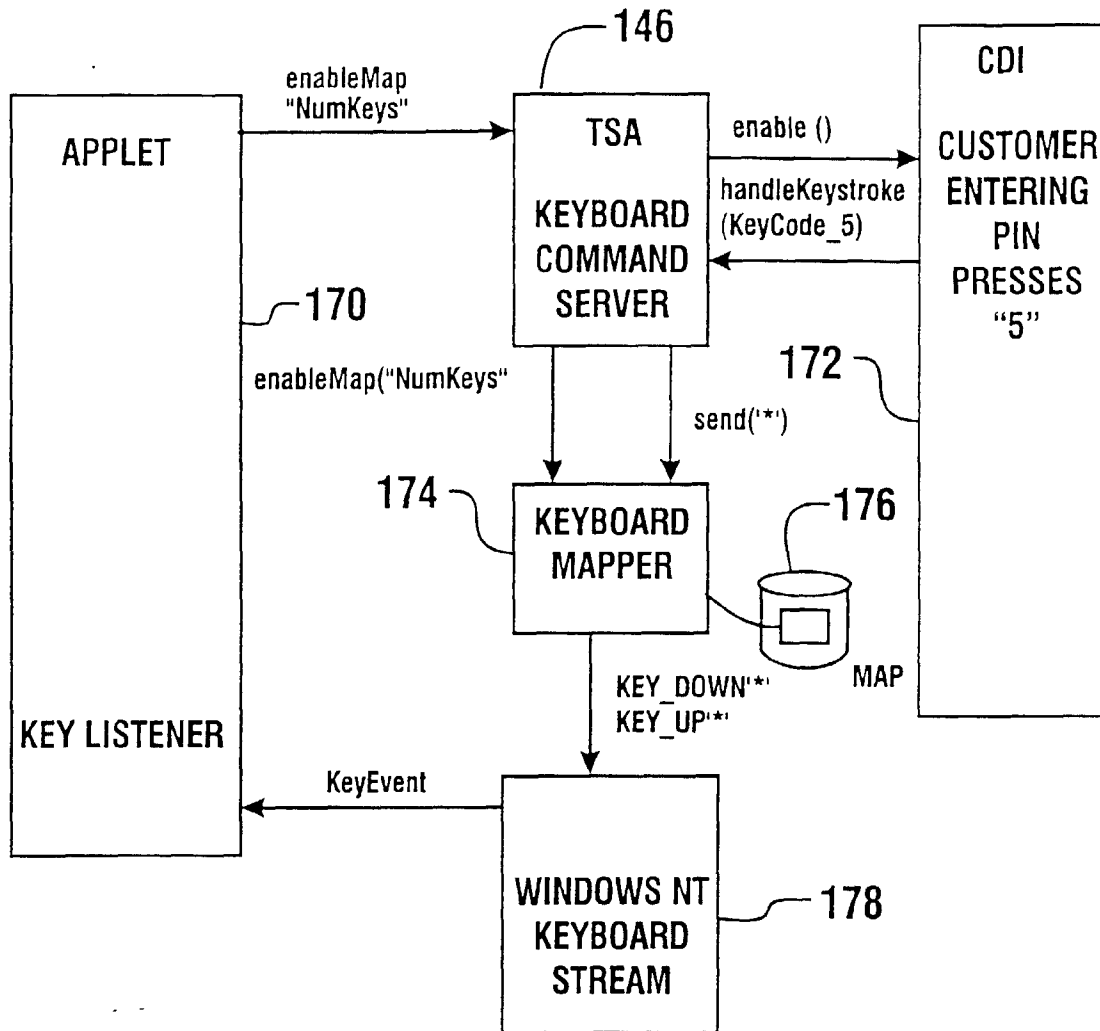 146
CDI
CUSTOMER
ENTERING
PIN
PRESSES
“5”
enableMap
"NumKeys"
APPLET
TSA
KEYBOARD
COMMAND
SERVER
enable ()
handleKeystroke
(KeyCode_5)
170
172
enableMap("NumKeys"
send('*')
174
KEYBOARD
MAPPER
176
MAP
KEY_DOWN'*'
KEY_UP'*'
KEY LISTENER
KeyEvent
WINDOWS NT
KEYBOARD
STREAM
178